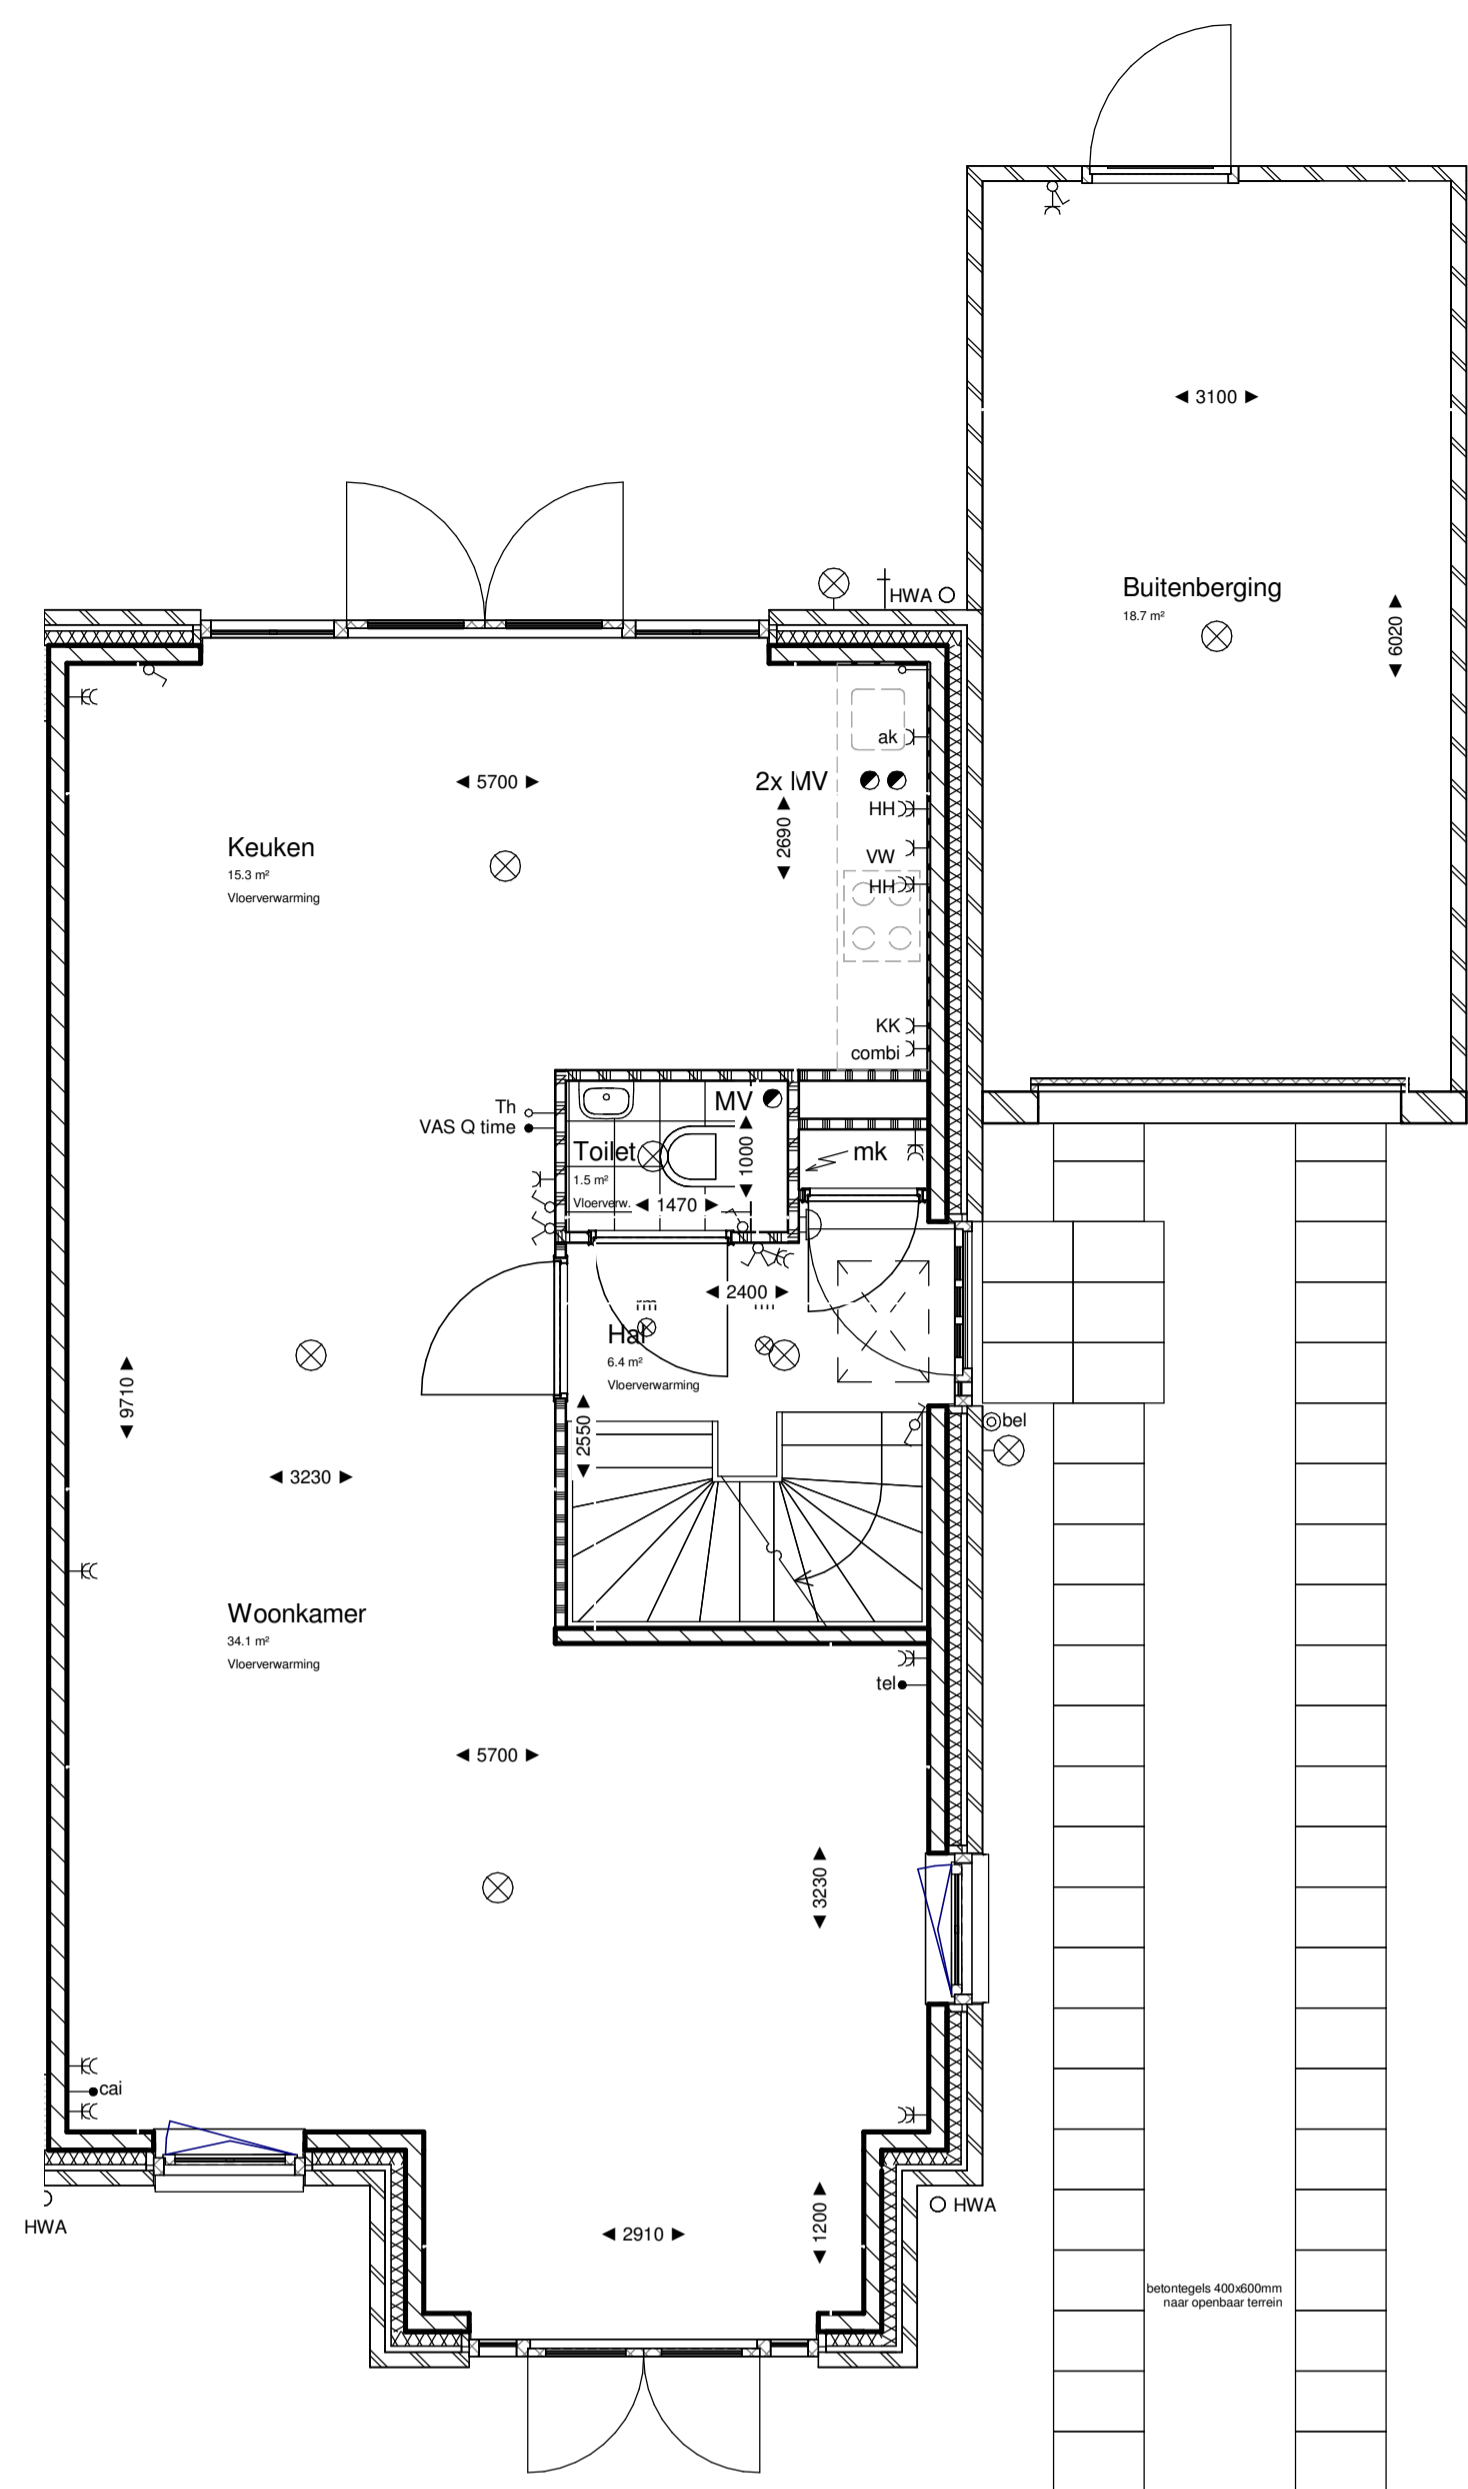 ◄ 3100 ►
Buitenberging
18.7 m²
◄ 6020 ►
HWA
ak
◄ 5700 ►
2x MV
HH
◄ 2690 ►
Keuken
15.3 m²
Vloerverwarming
VW
HH
KK
combi
Th
VAS Q time
MV
Toilet
1.5 m²
Vloerverw.
◄ 1000 ►
◄ 1470 ►
mk
◄ 2400 ►
Hal
6.4 m²
Vloerverwarming
◄ 2550 ►
bel
◄ 9710 ►
◄ 3230 ►
Woonkamer
34.1 m²
Vloerverwarming
tel
◄ 5700 ►
◄ 3230 ►
cai
HWA
HWA
◄ 2910 ►
◄ 1200 ►
betontegels 400x600mm
naar openbaar terrein